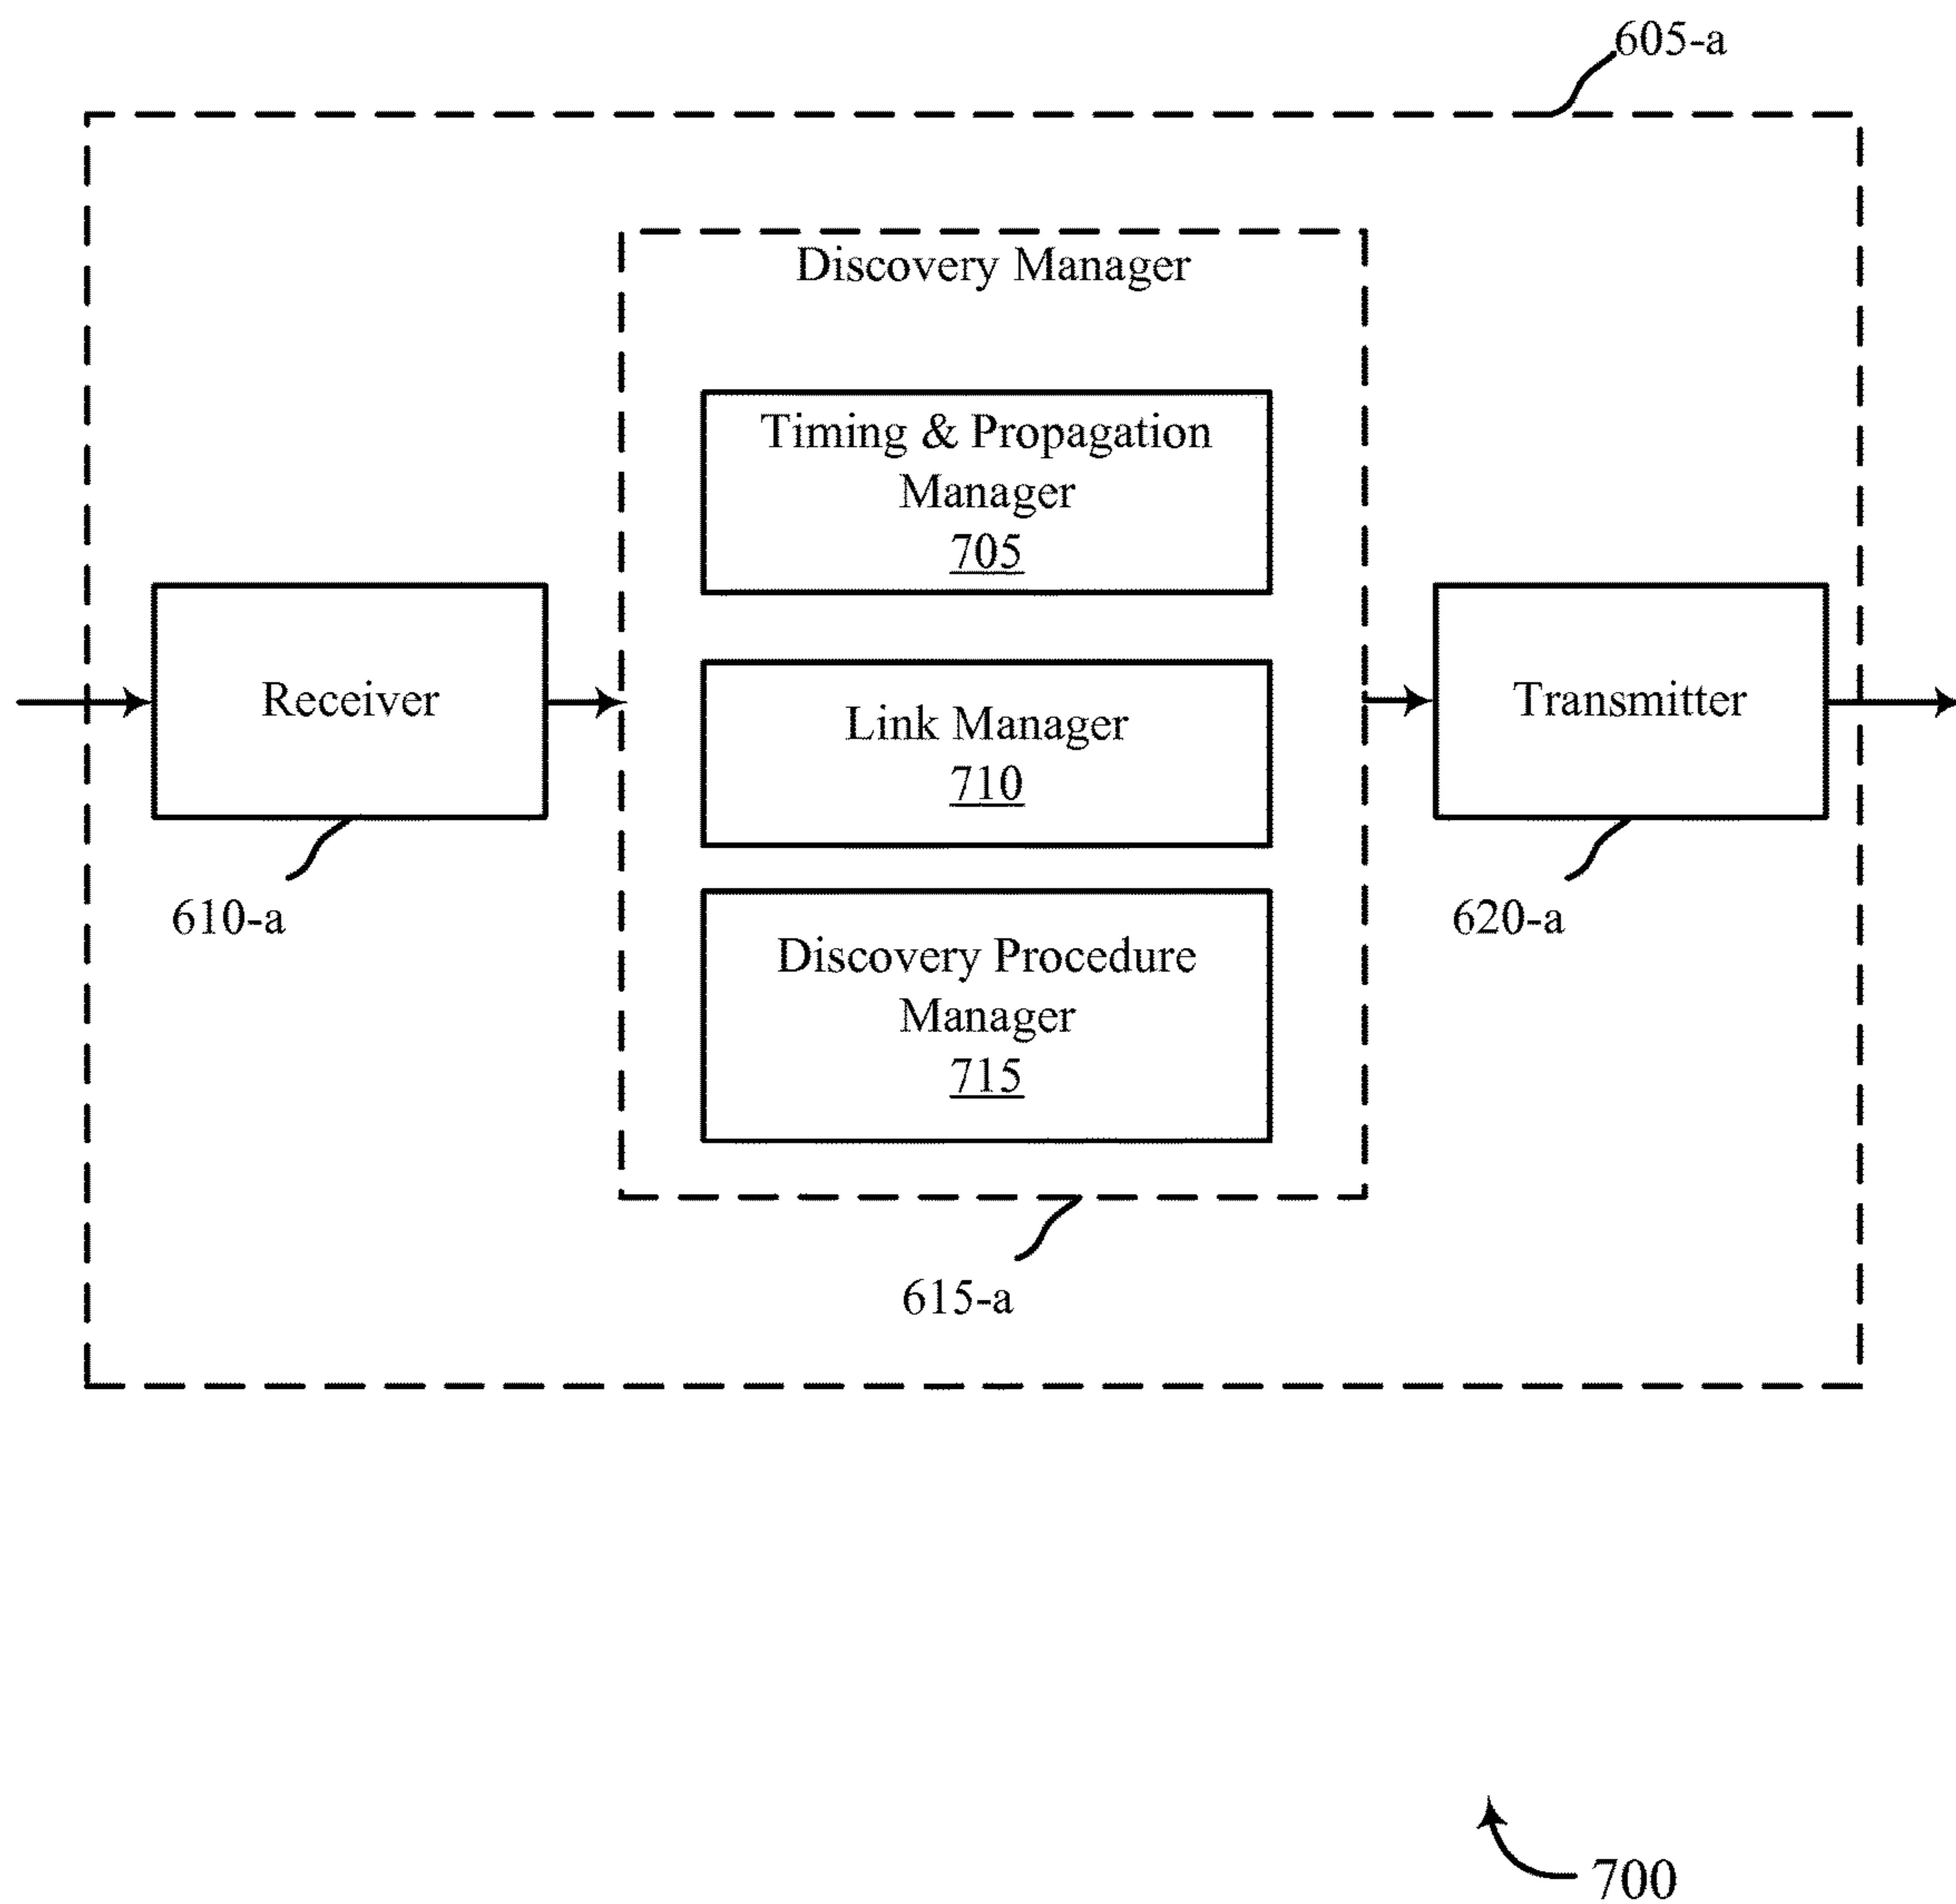 605-a
Discovery Manager
Timing & Propagation
Manager
705
Receiver
Link Manager
710
Transmitter
610-a
620-a
Discovery Procedure
Manager
715
615-a
700